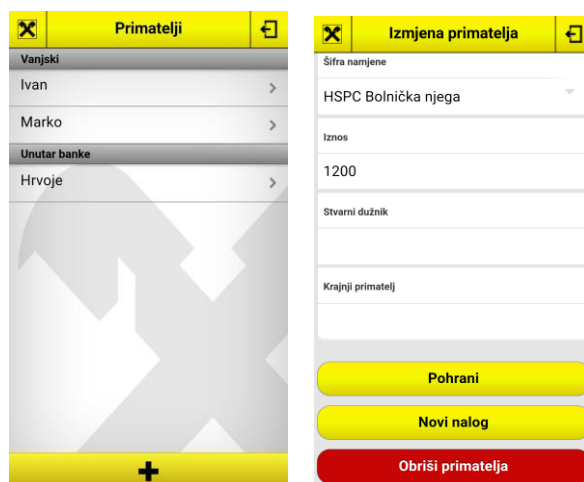 Primatelji
Vanjski
Ivan
Marko
Unutar banke
Hrvoje
Izmjena primatelja
Šifra namjene
HSPC Bolnička njega
Iznos
1200
Stvarni dužnik
Krajnji primatelj
Pohrani
Novi nalog
Obriši primatelja